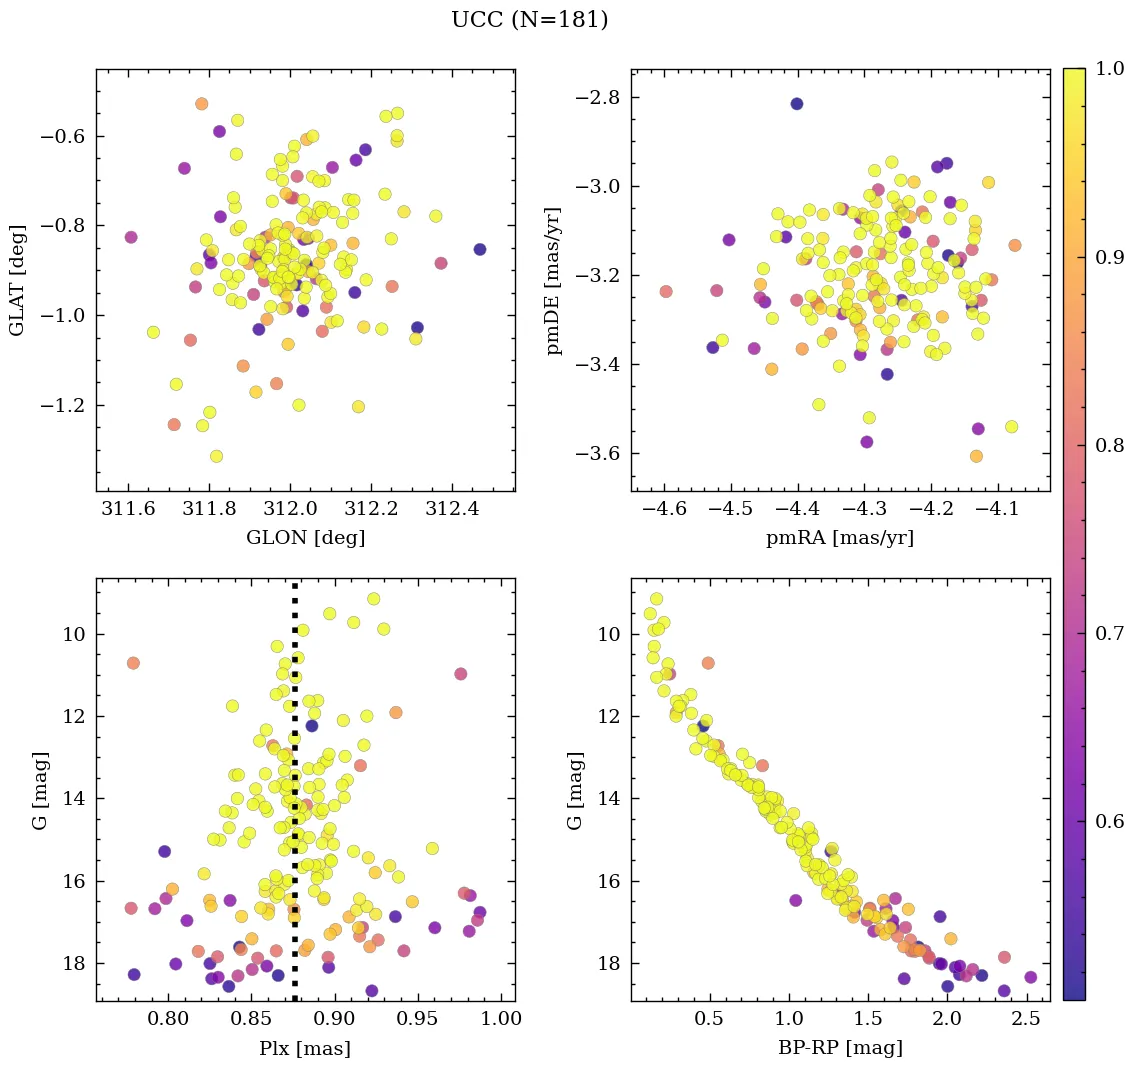 UCC (N=181)
−0.6
−0.8
−1.0
−1.2
GLAT [deg]
311.6 311.8 312.0 312.2 312.4
GLON [deg]
−2.8
−3.0
−3.2
−3.4
−3.6
pmDE [mas/yr]
−4.6 −4.5 −4.4 −4.3 −4.2 −4.1
pmRA [mas/yr]
1.0
0.9
0.8
0.7
0.6
10
12
14
16
18
G [mag]
0.80 0.85 0.90 0.95 1.00
Plx [mas]
10
12
14
16
18
G [mag]
0.5 1.0 1.5 2.0 2.5
BP-RP [mag]